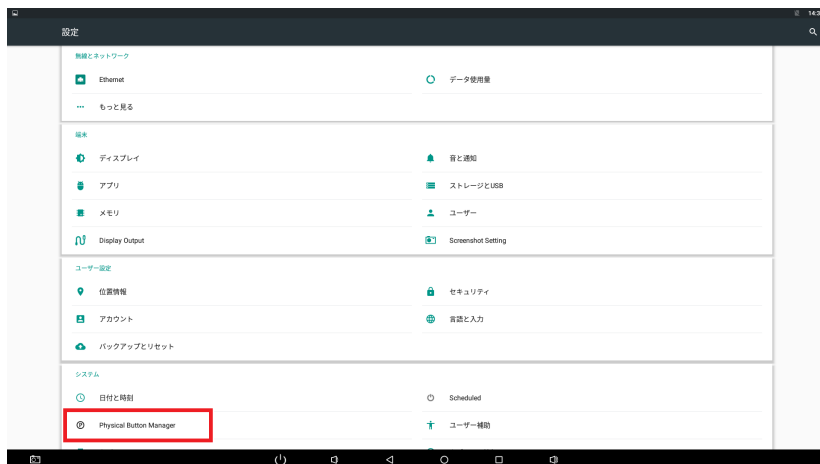 14:3
設定
無線とネットワーク
Ethernet
データ使用量
もっと見る
端末
ディスプレイ
音と通知
アプリ
ストレージとUSB
メモリ
ユーザー
Display Output
Screenshot Setting
ユーザー設定
位置情報
セキュリティ
アカウント
言語と入力
バックアップとリセット
システム
日付と時刻
Scheduled
Physical Button Manager
ユーザー補助